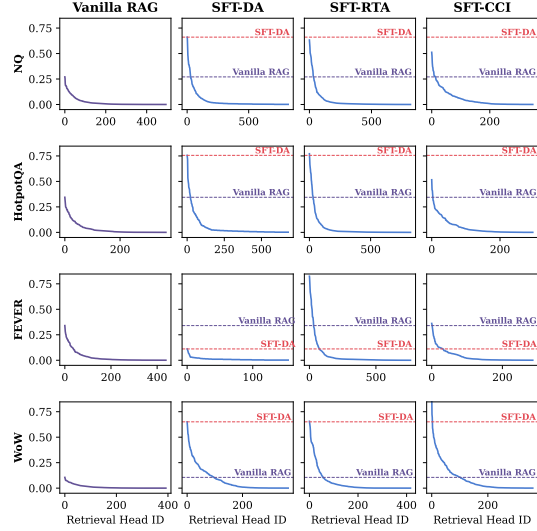 Vanilla RAG SFT-DA SFT-RTA SFT-CCI
NQ
0.75
0.50
0.25
0.00
SFT-DA SFT-DA SFT-DA
Vanilla RAG Vanilla RAG Vanilla RAG
0 200 400 0 500 0 500 0 200
HotpotQA
0.75
0.50
0.25
0.00
SFT-DA SFT-DA SFT-DA
Vanilla RAG Vanilla RAG Vanilla RAG
0 200 0 250 500 0 500 0 200
FEVER
0.75
0.50
0.25
0.00
Vanilla RAG Vanilla RAG Vanilla RAG
SFT-DA SFT-DA SFT-DA
0 200 400 0 100 0 500 0 200
WoW
0.75
0.50
0.25
0.00
SFT-DA SFT-DA SFT-DA
Vanilla RAG Vanilla RAG Vanilla RAG
0 200 400 0 200 0 200 400 0 200
Retrieval Head ID Retrieval Head ID Retrieval Head ID Retrieval Head ID